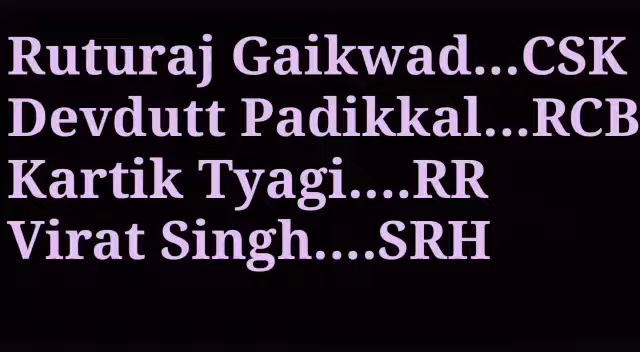 Ruturaj Gaikwad...CSK
Devdutt Padikkal...RCB
Kartik Tyagi....RR
Virat Singh....SRH